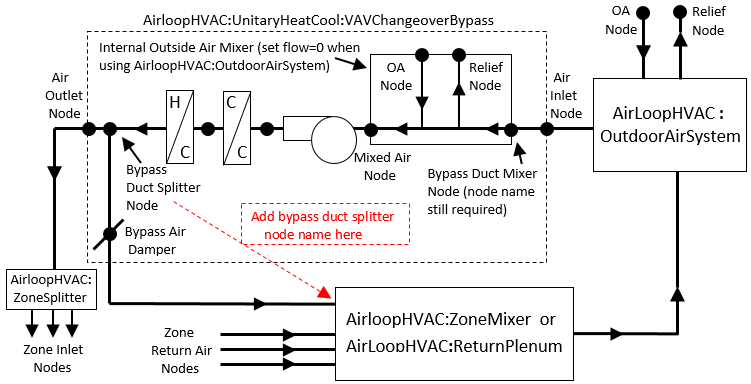 AirloopHVAC:UnitaryHeatCool:VAVChangeoverBypass
Internal Outside Air Mixer (set flow=0 when
using AirloopHVAC:OutdoorAirSystem)
OA
Node
Relief
Node
Air
Outlet
Node
H
C
C
C
OA
Node
Relief
Node
Air
Inlet
Node
AirLoopHVAC :
OutdoorAirSystem
Mixed Air
Node
Bypass Duct Mixer
Node (node name
still required)
Bypass
Duct Splitter
Node
Add bypass duct splitter
node name here
Bypass Air
Damper
AirloopHVAC:
ZoneSplitter
Zone Inlet
Nodes
Zone
Return Air
Nodes
AirloopHVAC:ZoneMixer or
AirLoopHVAC:ReturnPlenum